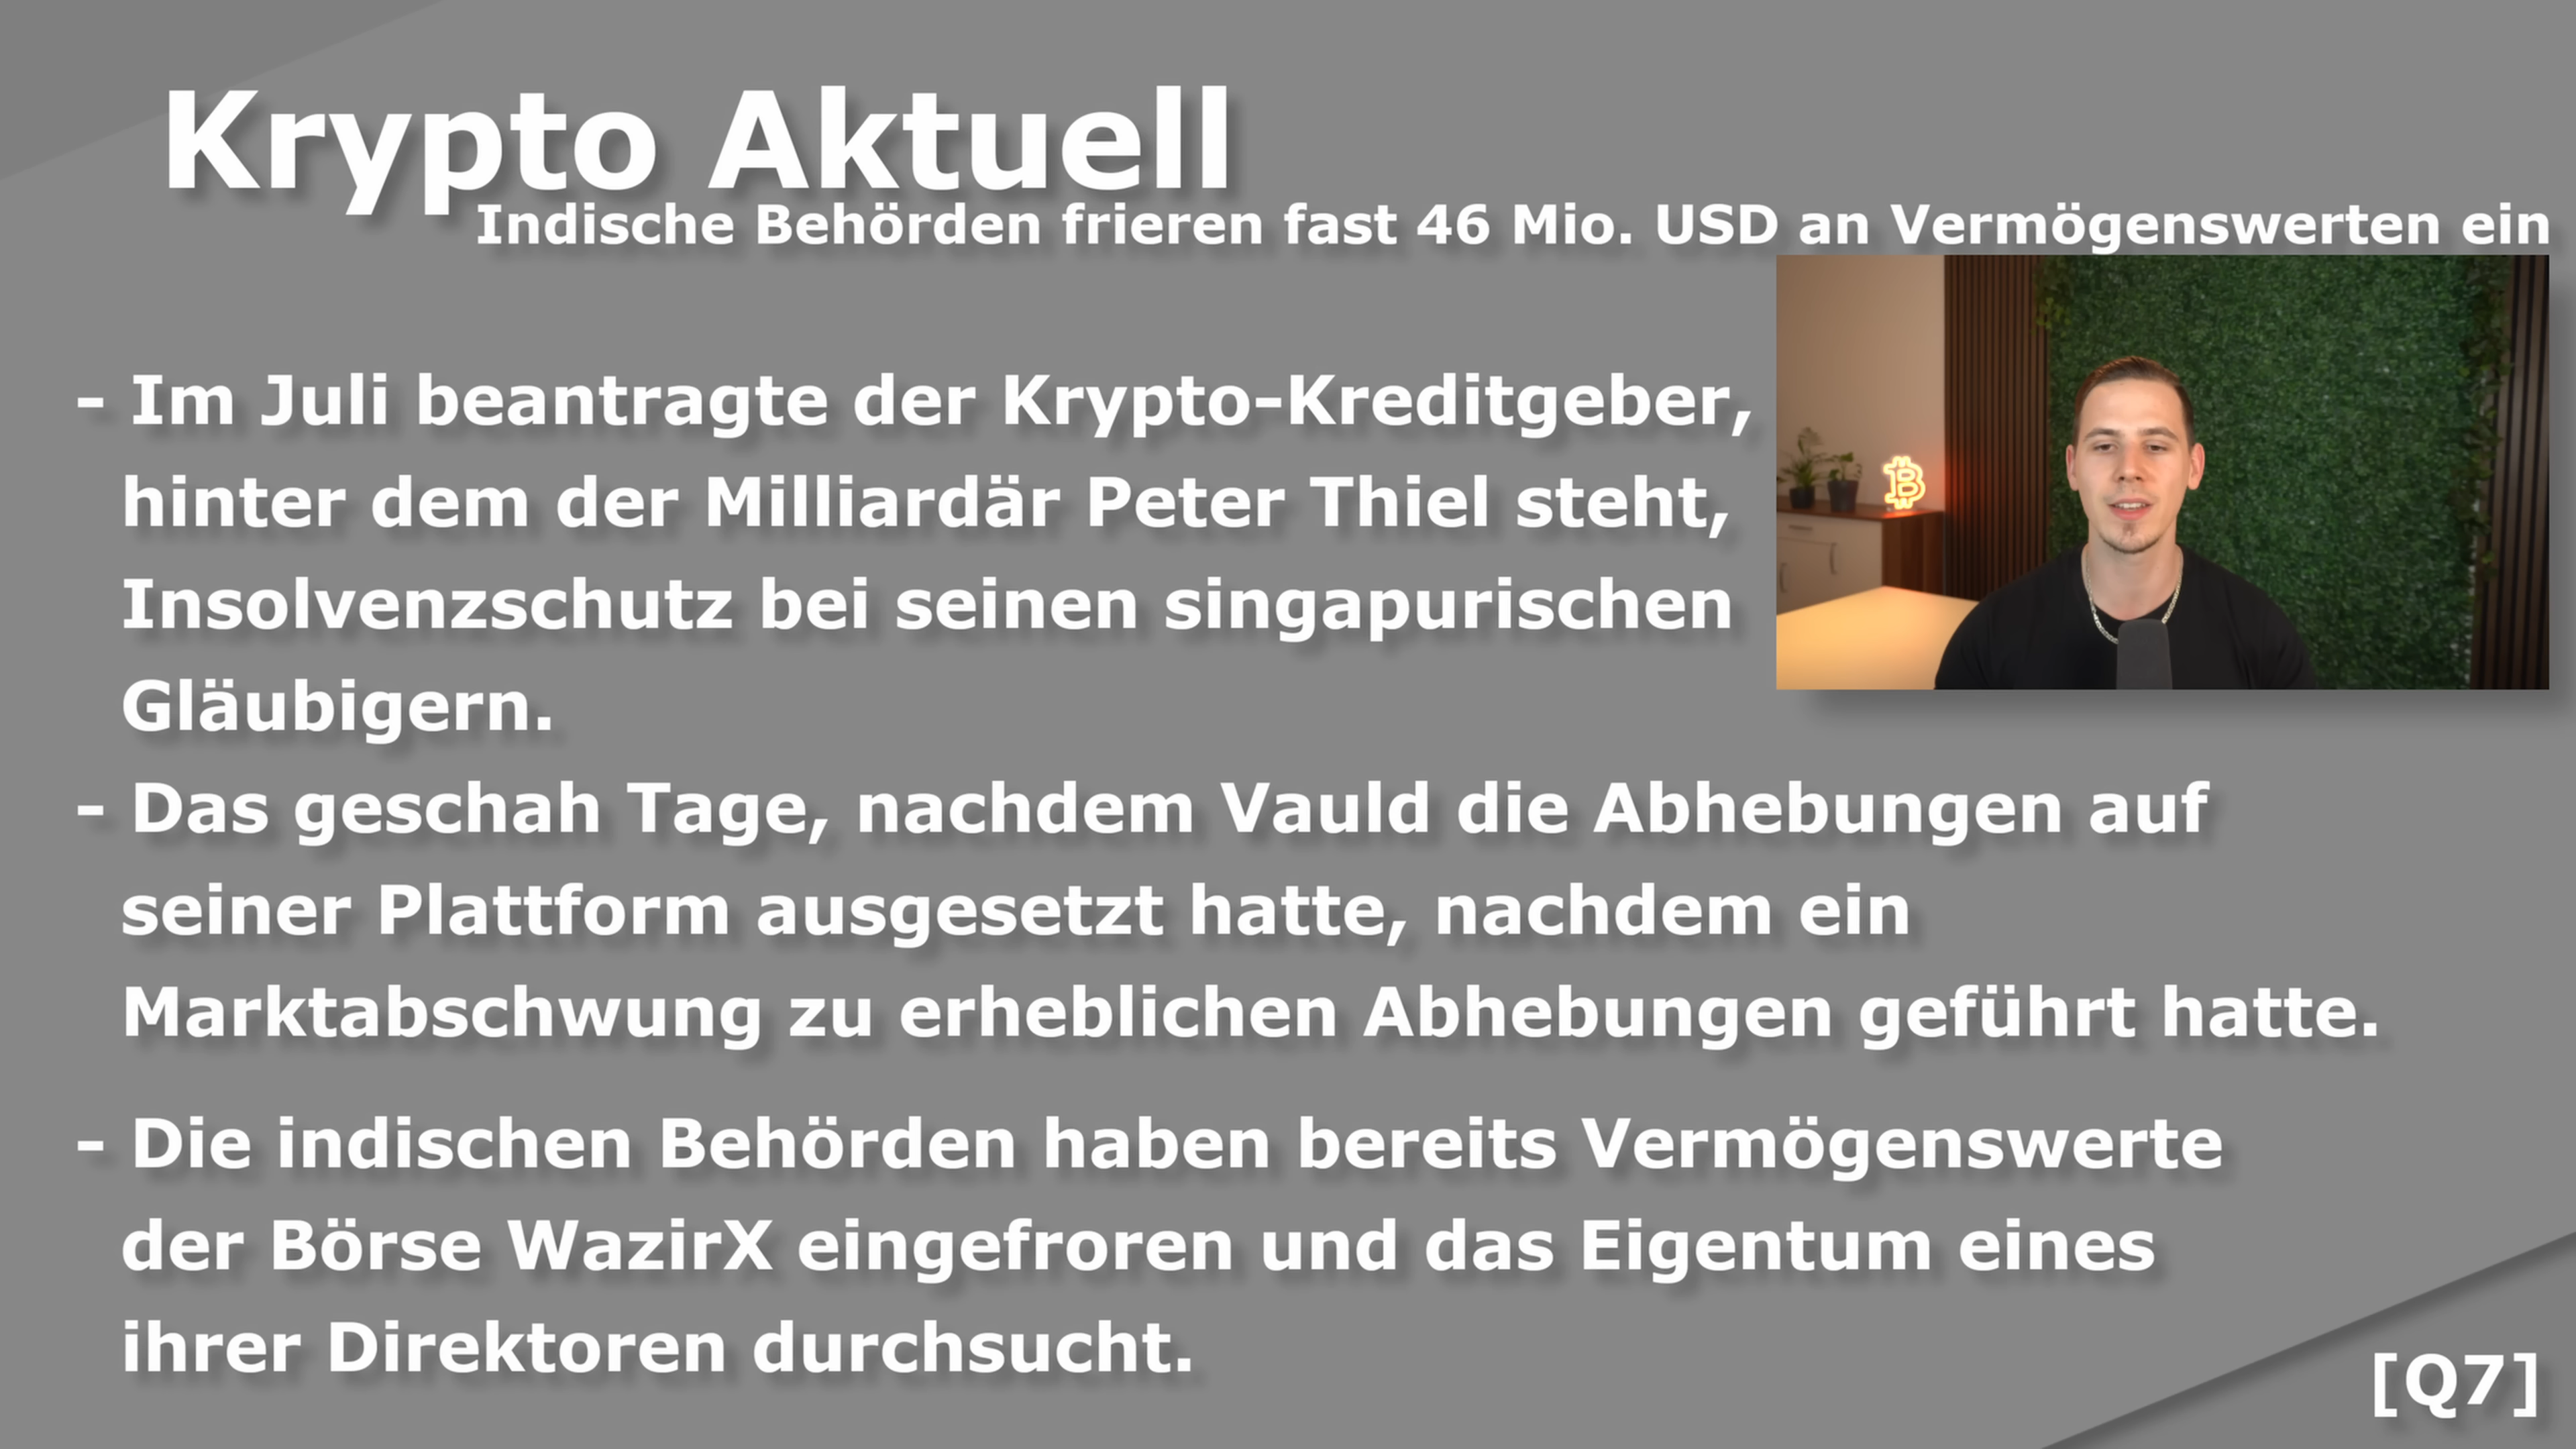 Krypto Aktuell
Indische Behörden frieren fast 46 Mio. USD an Vermögenswerten ein
- Im Juli beantragte der Krypto-Kreditgeber,
hinter dem der Milliardär Peter Thiel steht,
Insolvenzschutz bei seinen singapurischen
Gläubigern.
- Das geschah Tage, nachdem Vauld die Abhebungen auf
seiner Plattform ausgesetzt hatte, nachdem ein
Marktabschwung zu erheblichen Abhebungen geführt hatte.
- Die indischen Behörden haben bereits Vermögenswerte
der Börse WazirX eingefroren und das Eigentum eines
ihrer Direktoren durchsucht.
[Q7]